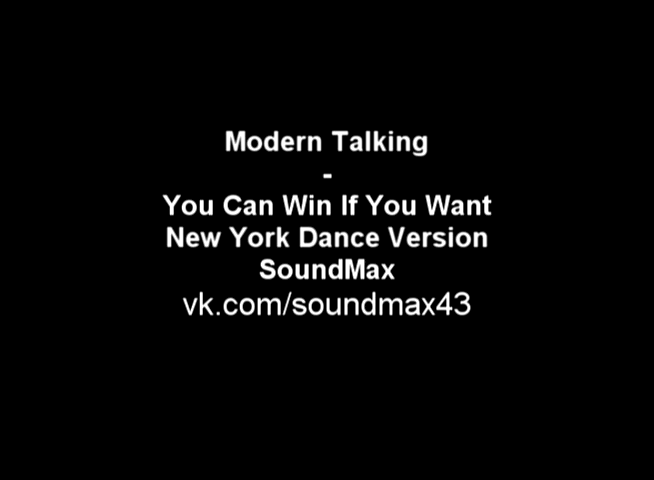 Modern Talking
-
You Can Win If You Want
New York Dance Version
SoundMax
vk.com/soundmax43